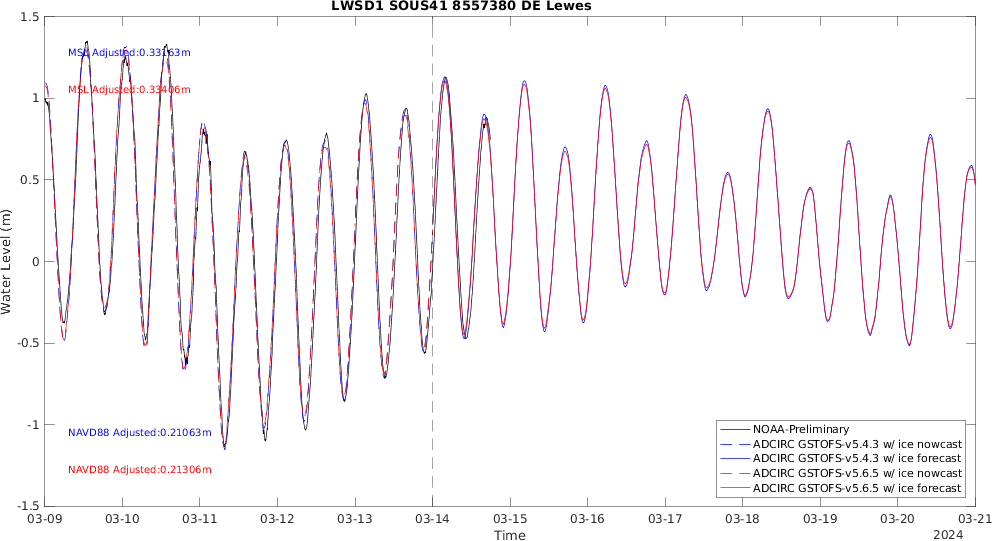 LWSD1 SOUS41 8557380 DE Lewes
1.5
1
0.5
0
-0.5
-1
-1.5
Water Level (m)
MSL Adjusted:0.33163m
MSL Adjusted:0.33406m
NAVD88 Adjusted:0.21063m
NAVD88 Adjusted:0.21306m
NOAA-Preliminary
ADCIRC GSTOFS-v5.4.3 w/ ice nowcast
ADCIRC GSTOFS-v5.4.3 w/ ice forecast
ADCIRC GSTOFS-v5.6.5 w/ ice nowcast
ADCIRC GSTOFS-v5.6.5 w/ ice forecast
03-09 03-10 03-11 03-12 03-13 03-14 03-15 03-16 03-17 03-18 03-19 03-20 03-21
Time
2024